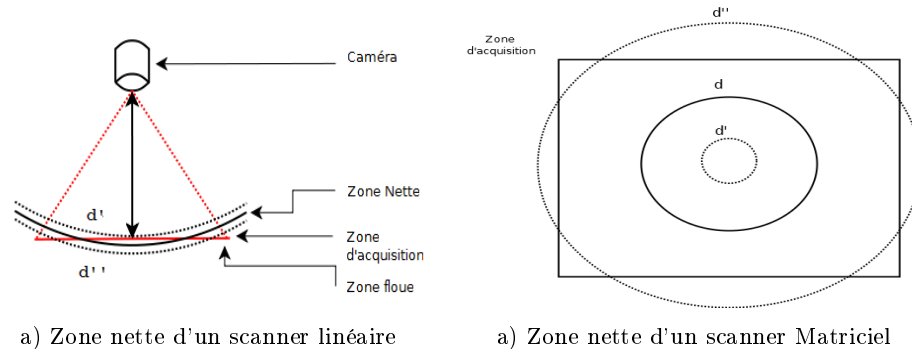 Caméra
Zone Nette
d'
Zone
d'acquisition
d''
Zone floue
a) Zone nette d'un scanner linéaire
d''
Zone
d'acquisition
d
d'
a) Zone nette d'un scanner Matriciel